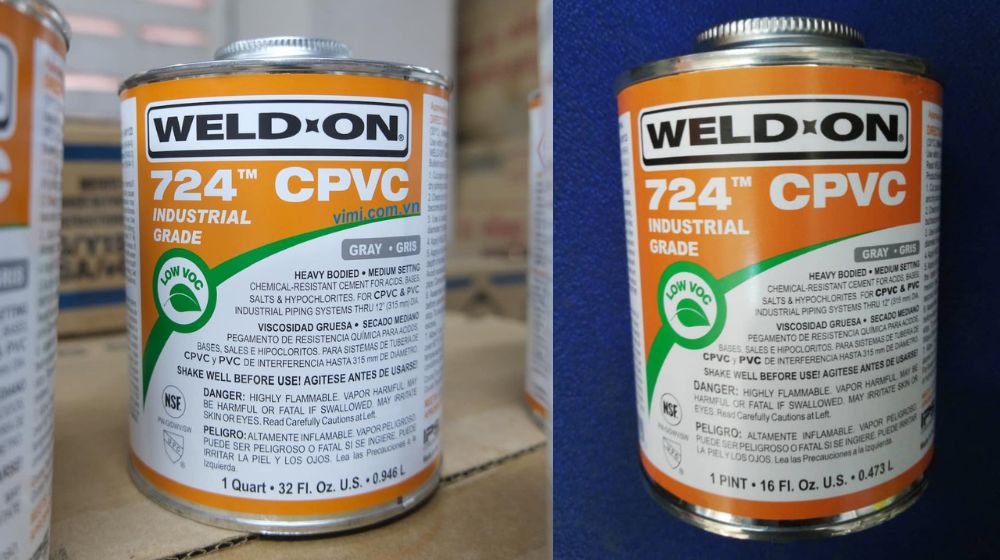 WELD-ON®
724™ CPVC
vimi.com.vn
INDUSTRIAL
GRADE
GRAY • GRIS
LOW VOC
HEAVY BODIED • MEDIUM SETTING
CHEMICAL-RESISTANT CEMENT FOR ACIDS, BASES,
SALTS & HYPOCHLORITES. FOR CPVC & PVC
INDUSTRIAL PIPING SYSTEMS THRU 12" (315 mm) DIA.
VISCOSIDAD GRUESA • SECADO MEDIANO
PEGAMENTO DE RESISTENCIA QUÍMICA PARA ACIDOS,
BASES, SALES E HIPOCLORITOS. PARA SISTEMAS DE TUBERIA DE
CPVC y PVC DE INTERFERENCIA HASTA 315 mm DE DIÁMETRO.
SHAKE WELL BEFORE USE! AGITESE ANTES DE USARSE!
NSF
DANGER: HIGHLY FLAMMABLE. VAPOR HARMFUL MAY
BE HARMFUL OR FATAL IF SWALLOWED. MAY IRRITATE
SKIN OR EYES. Read Carefully Cautions at Left.
PELIGRO: ALTAMENTE INFLAMABLE. VAPOR PELIGROSO.
PUEDE SER PELIGROSO O FATAL SI SE INGIERE. PUEDE
IRRITAR LA PIEL Y LOS OJOS. Lea las Precauciones a la
Izquierda.
1 Quart • 32 Fl. Oz. U.S. • 0.946 L
WELD-ON®
724™ CPVC
INDUSTRIAL
GRADE
GRAY • GRIS
LOW VOC
HEAVY BODIED • MEDIUM SETTING
CHEMICAL-RESISTANT CEMENT FOR ACIDS, BASES,
SALTS & HYPOCHLORITES. FOR CPVC & PVC
INDUSTRIAL PIPING SYSTEMS THRU 12" (315 mm) DIA.
VISCOSIDAD GRUESA • SECADO MEDIANO
PEGAMENTO DE RESISTENCIA QUÍMICA PARA ACIDOS,
BASES, SALES E HIPOCLORITOS. PARA SISTEMAS DE TUBERIA DE
CPVC y PVC DE INTERFERENCIA HASTA 315 mm DE DIÁMETRO.
SHAKE WELL BEFORE USE! AGITESE ANTES DE USARSE!
NSF
DANGER: HIGHLY FLAMMABLE. VAPOR HARMFUL MAY
BE HARMFUL OR FATAL IF SWALLOWED. MAY IRRITATE SKIN OR
EYES. Read Carefully Cautions at Left.
PELIGRO: ALTAMENTE INFLAMABLE. VAPOR PELIGROSO.
PUEDE SER PELIGROSO O FATAL SI SE INGIERE. PUEDE IRRITAR
LA PIEL Y LOS OJOS. Lea las Precauciones a la Izquierda.
1 PINT • 16 Fl. Oz. U.S. • 0.473 L